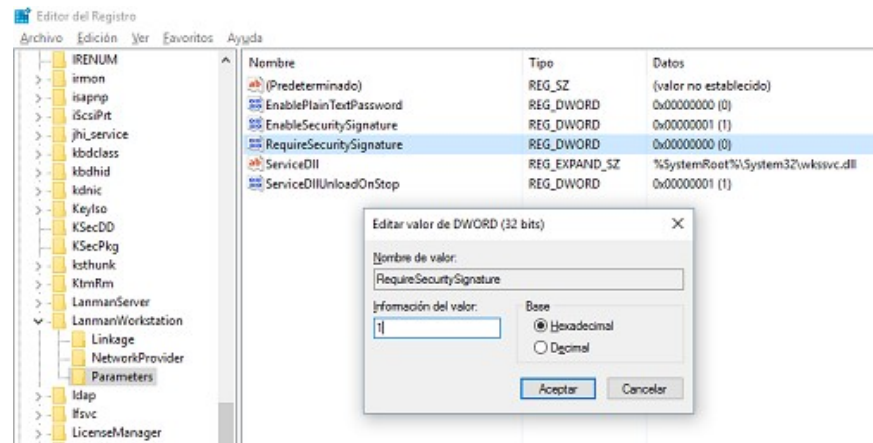 Editor del Registro
Archivo Edición Ver Favoritos Ayuda
IRENUM
irmon
isapnp
iScsiPrt
jhi_service
kbdclass
kbdhid
kdnic
KeyIso
KSecDD
KSecPkg
ksthunk
KtmRm
LanmanServer
LanmanWorkstation
Linkage
NetworkProvider
Parameters
ldap
lfsvc
LicenseManager
Nombre Tipo Datos
(Predeterminado) REG_SZ (valor no establecido)
EnablePlainTextPassword REG_DWORD 0x00000000 (0)
EnableSecuritySignature REG_DWORD 0x00000001 (1)
RequireSecuritySignature REG_DWORD 0x00000000 (0)
ServiceDll REG_EXPAND_SZ %SystemRoot%\System32\wkssvc.dll
ServiceDllUnloadOnStop REG_DWORD 0x00000001 (1)
Editar valor de DWORD (32 bits)
Nombre de valor:
RequireSecuritySignature
Información del valor:
1
Base
Hexadecimal
Decimal
Aceptar Cancelar